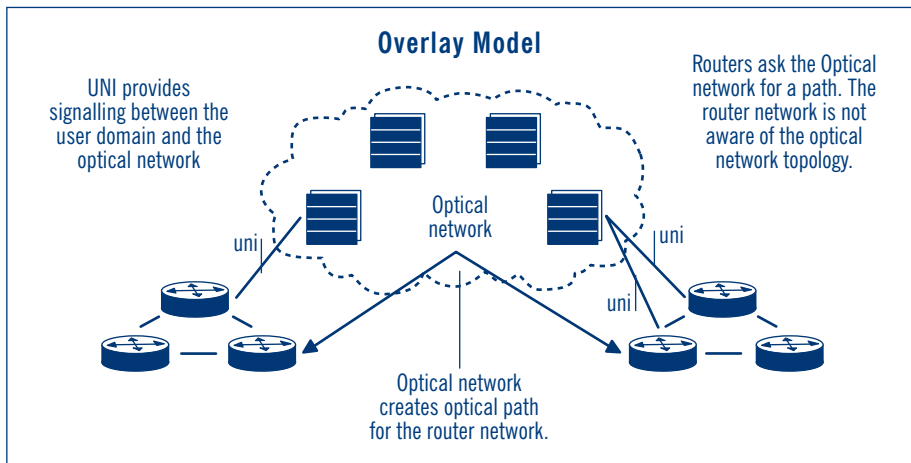 Overlay Model
UNI provides
signalling between the
user domain and the
optical network
Routers ask the Optical
network for a path. The
router network is not
aware of the optical
network topology.
Optical
network
uni
uni
uni
Optical network
creates optical path
for the router network.